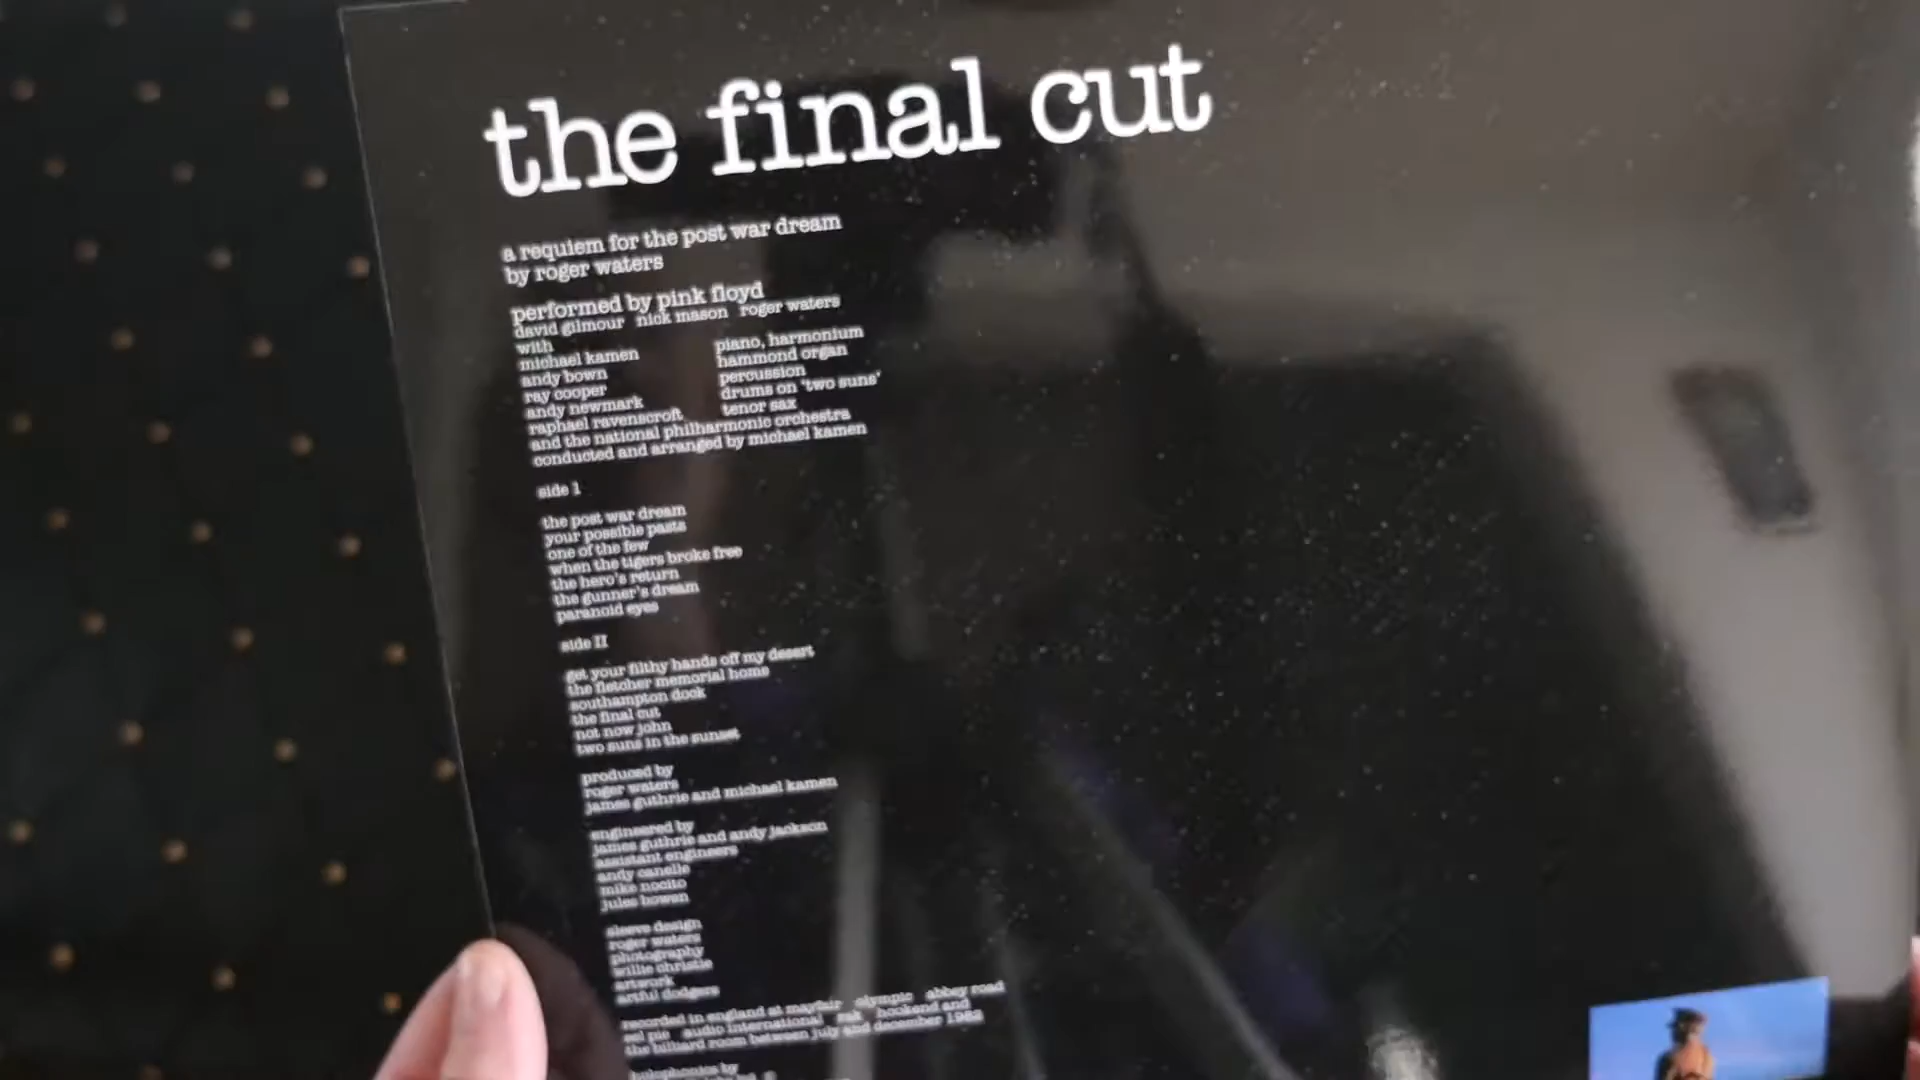 the final cut
a requiem for the post war dream
by roger waters
performed by pink floyd
david gilmour nick mason roger waters
with
michael kamen piano, harmonium
andy bown hammond organ
ray cooper percussion
andy newmark drums on 'two suns'
raphael ravenscroft tenor sax
and the national philharmonic orchestra
conducted and arranged by michael kamen
side I
the post war dream
your possible pasts
one of the few
when the tigers broke free
the hero's return
the gunner's dream
paranoid eyes
side II
get your filthy hands off my desert
the fletcher memorial home
southampton dock
the final cut
not now john
two suns in the sunset
produced by
roger waters
james guthrie and michael kamen
engineered by
james guthrie and andy jackson
assistant engineers
andy canelle
mike nocito
jules bowen
sleeve design
roger waters
photography
willie christie
artwork
artful dodgers
recorded in england at mayfair olympic abbey road
eel pie audio international rak hookend and
the billiard room between july and december 1982
holophonics by